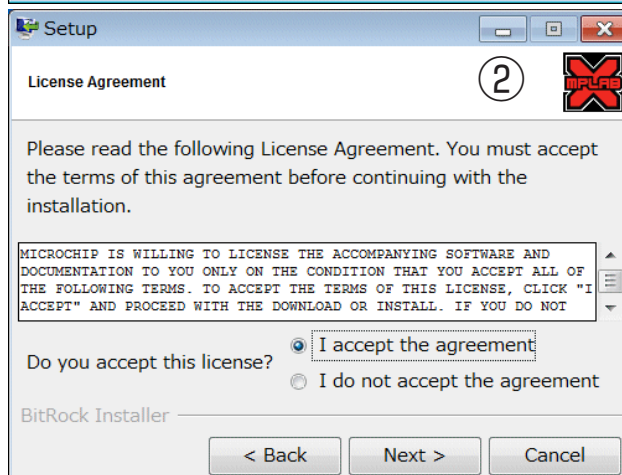 Setup
License Agreement
②
MPLAB
X
Please read the following License Agreement. You must accept
the terms of this agreement before continuing with the
installation.
MICROCHIP IS WILLING TO LICENSE THE ACCOMPANYING SOFTWARE AND
DOCUMENTATION TO YOU ONLY ON THE CONDITION THAT YOU ACCEPT ALL OF
THE FOLLOWING TERMS. TO ACCEPT THE TERMS OF THIS LICENSE, CLICK "I
ACCEPT" AND PROCEED WITH THE DOWNLOAD OR INSTALL. IF YOU DO NOT
Do you accept this license?
I accept the agreement
I do not accept the agreement
BitRock Installer
< Back
Next >
Cancel